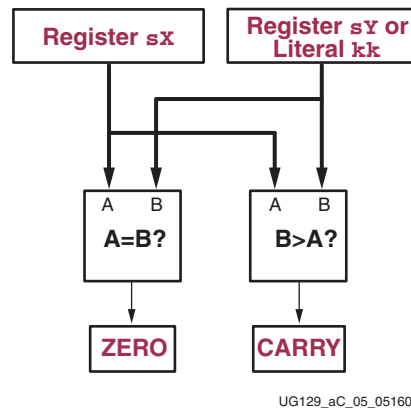 Register sX
Register sY or
Literal kk
A B
A=B?
A B
B>A?
ZERO
CARRY
UG129_aC_05_05160